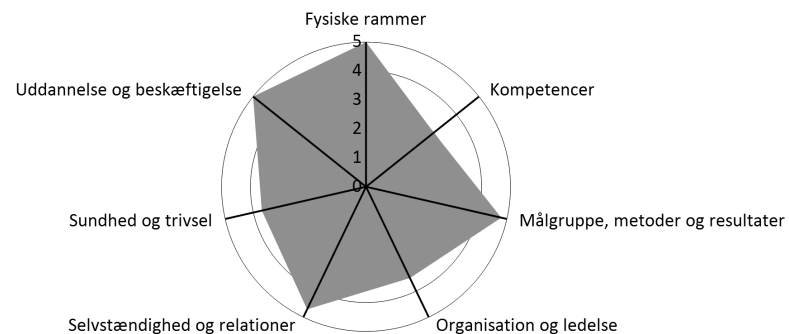 Fysiske rammer
5
Uddannelse og beskæftigelse
4
Kompetencer
3
2
1
0
Sundhed og trivsel
Målgruppe, metoder og resultater
Selvstændighed og relationer
Organisation og ledelse